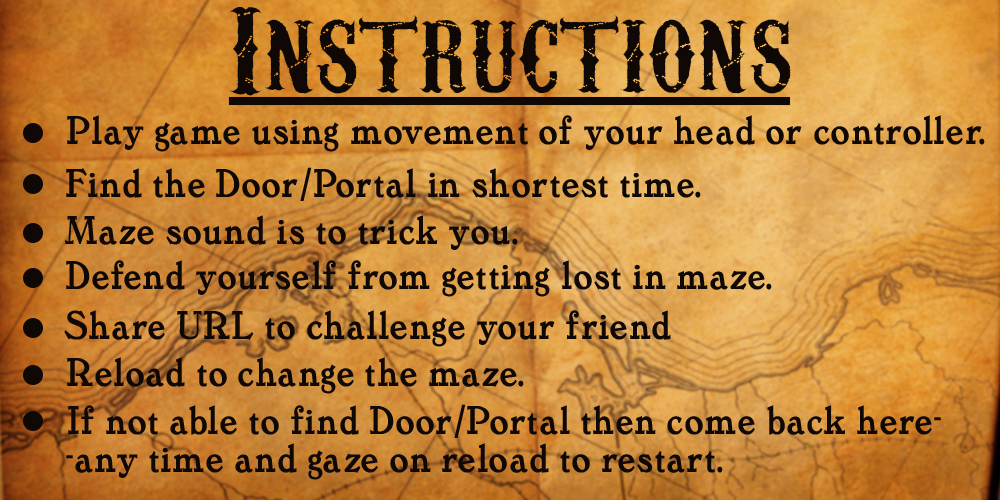 Instructions
● Play game using movement of your head or controller.
● Find the Door/Portal in shortest time.
● Maze sound is to trick you.
● Defend yourself from getting lost in maze.
● Share URL to challenge your friend
● Reload to change the maze.
● If not able to find Door/Portal then come back here-
-any time and gaze on reload to restart.